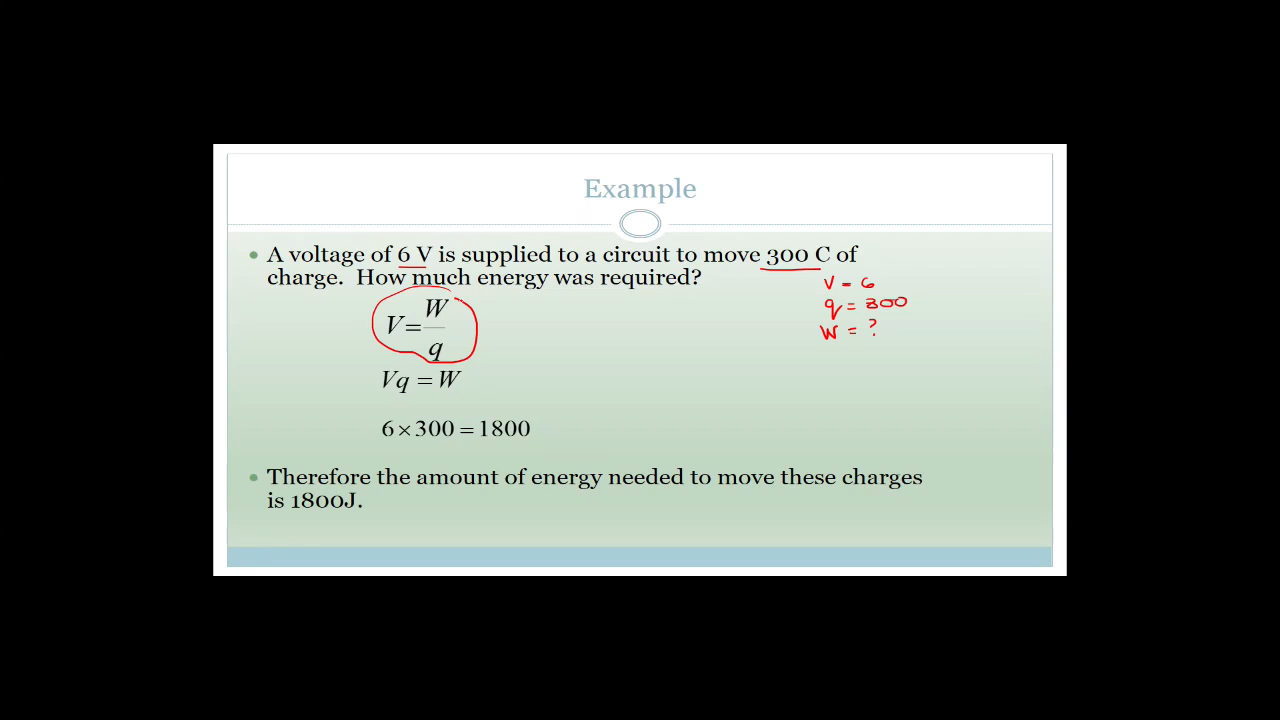 Example
A voltage of 6 V is supplied to a circuit to move 300 C of
charge. How much energy was required?
V = 6
q = 300
W = ?
V = W
q
Vq = W
6 × 300 = 1800
Therefore the amount of energy needed to move these charges
is 1800J.